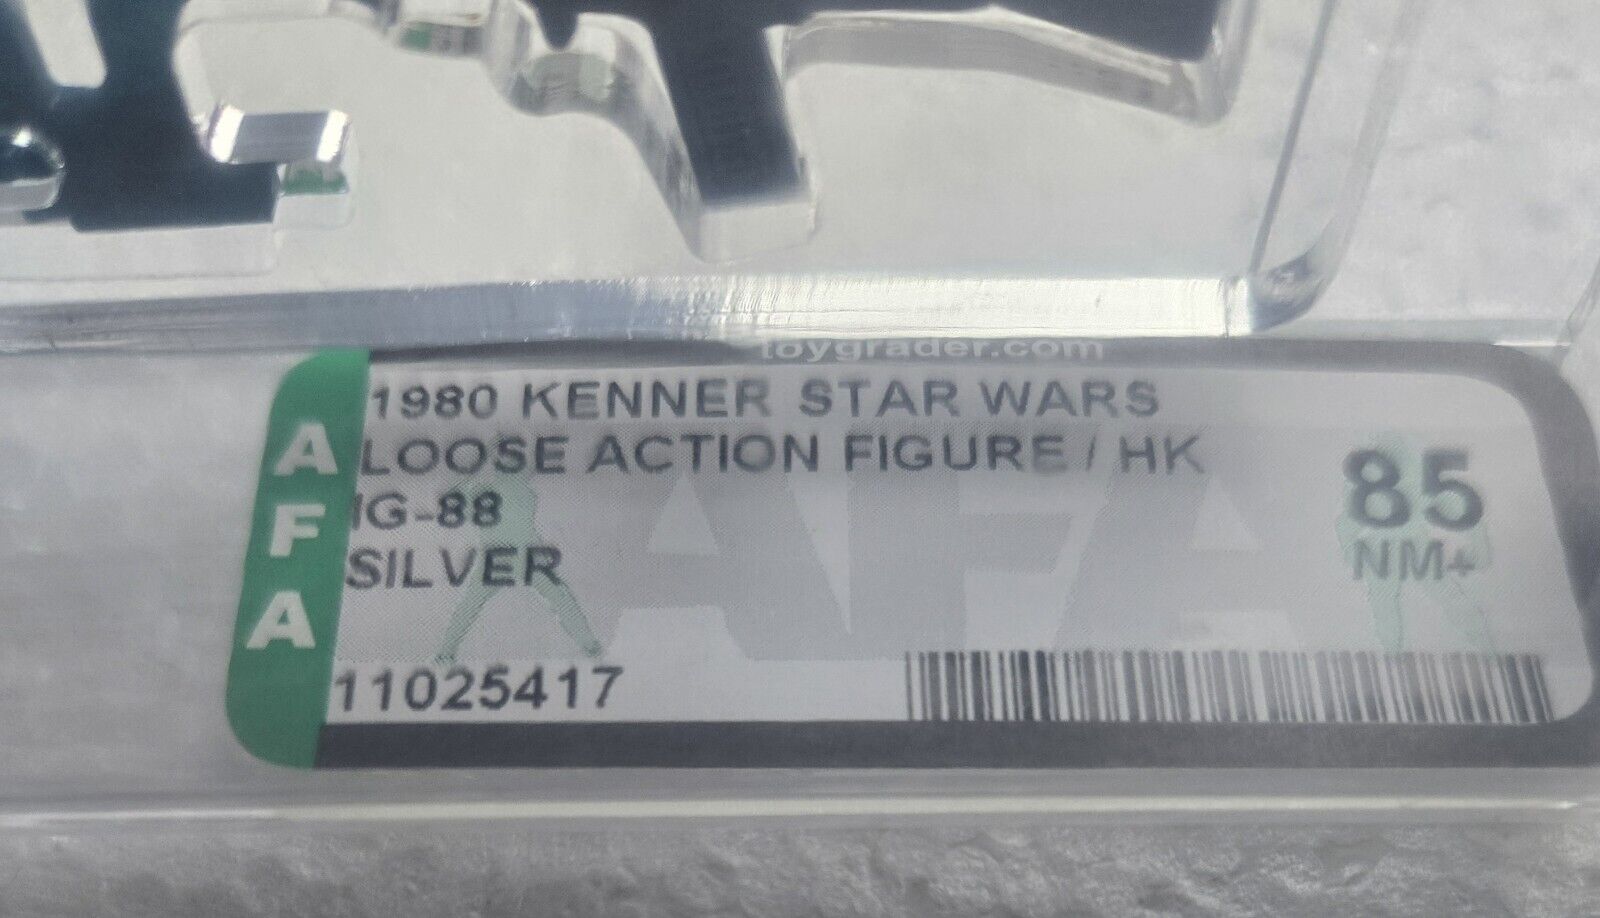 toygrader.com
AFA
1980 KENNER STAR WARS
LOOSE ACTION FIGURE / HK
IG-88
SILVER
85
NM+
11025417
AFA